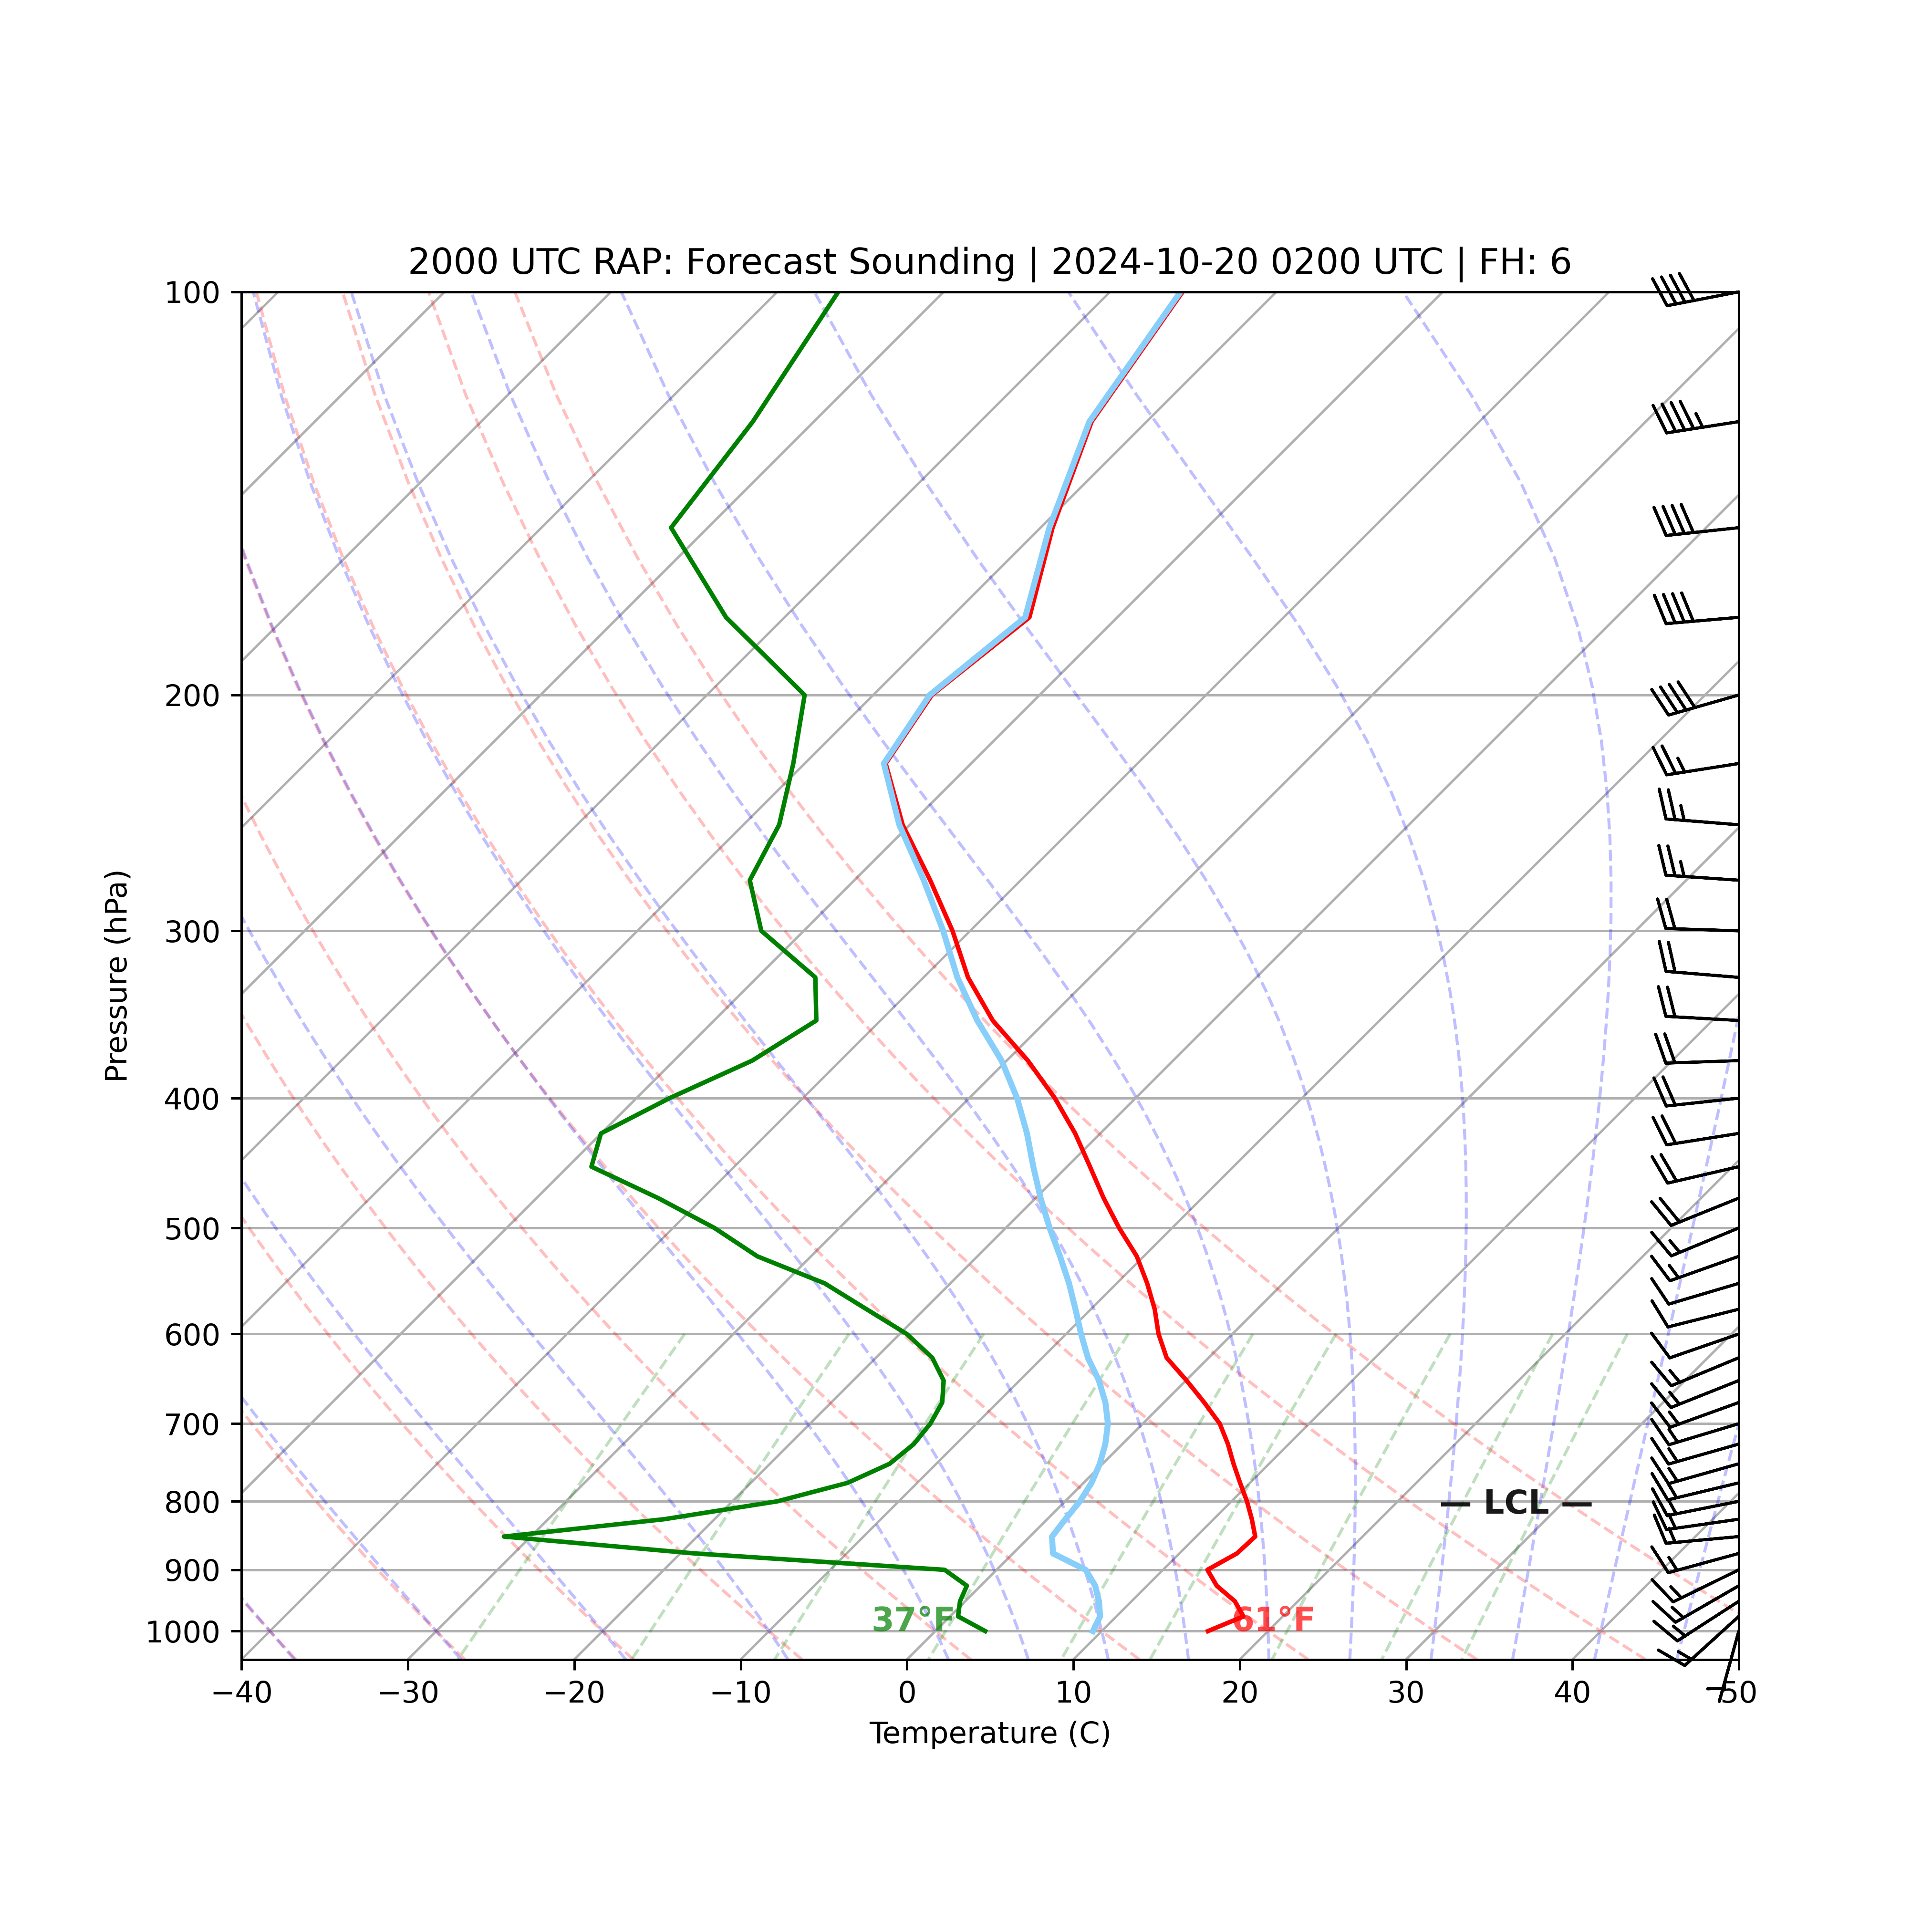 2000 UTC RAP: Forecast Sounding | 2024-10-20 0200 UTC | FH: 6
100
200
300
400
500
600
700
800
900
1000
Pressure (hPa)
— LCL —
37°F
61°F
−40 −30 −20 −10 0 10 20 30 40 50
Temperature (C)